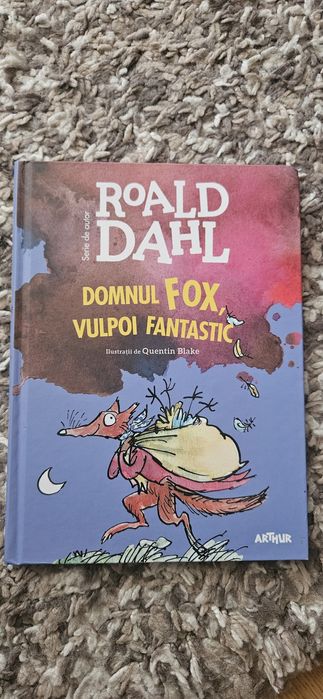 Serie de autor
ROALD
DAHL
DOMNUL FOX,
VULPOI FANTASTIC
Ilustrații de Quentin Blake
ARTHUR